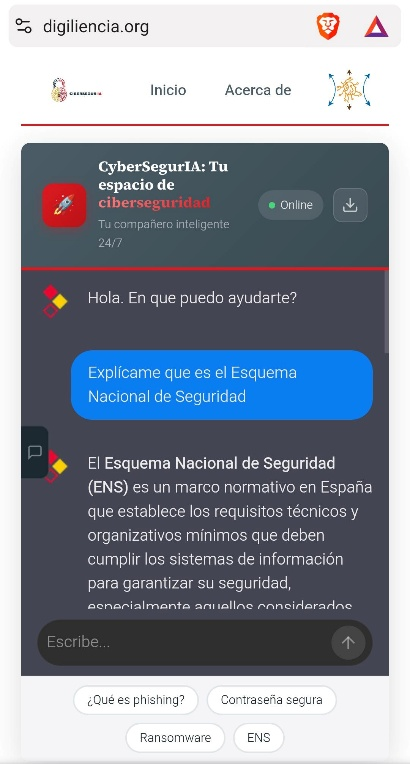 digiliencia.org
CIBERSEGURIA
Inicio
Acerca de
CyberSegurIA: Tu
espacio de
ciberseguridad
Tu compañero inteligente
24/7
Online
Hola. En que puedo ayudarte?
Explícame que es el Esquema
Nacional de Seguridad
El Esquema Nacional de Seguridad
(ENS) es un marco normativo en España
que establece los requisitos técnicos y
organizativos mínimos que deben
cumplir los sistemas de información
para garantizar su seguridad,
especialmente aquellos considerados
Escribe...
¿Qué es phishing?
Contraseña segura
Ransomware
ENS